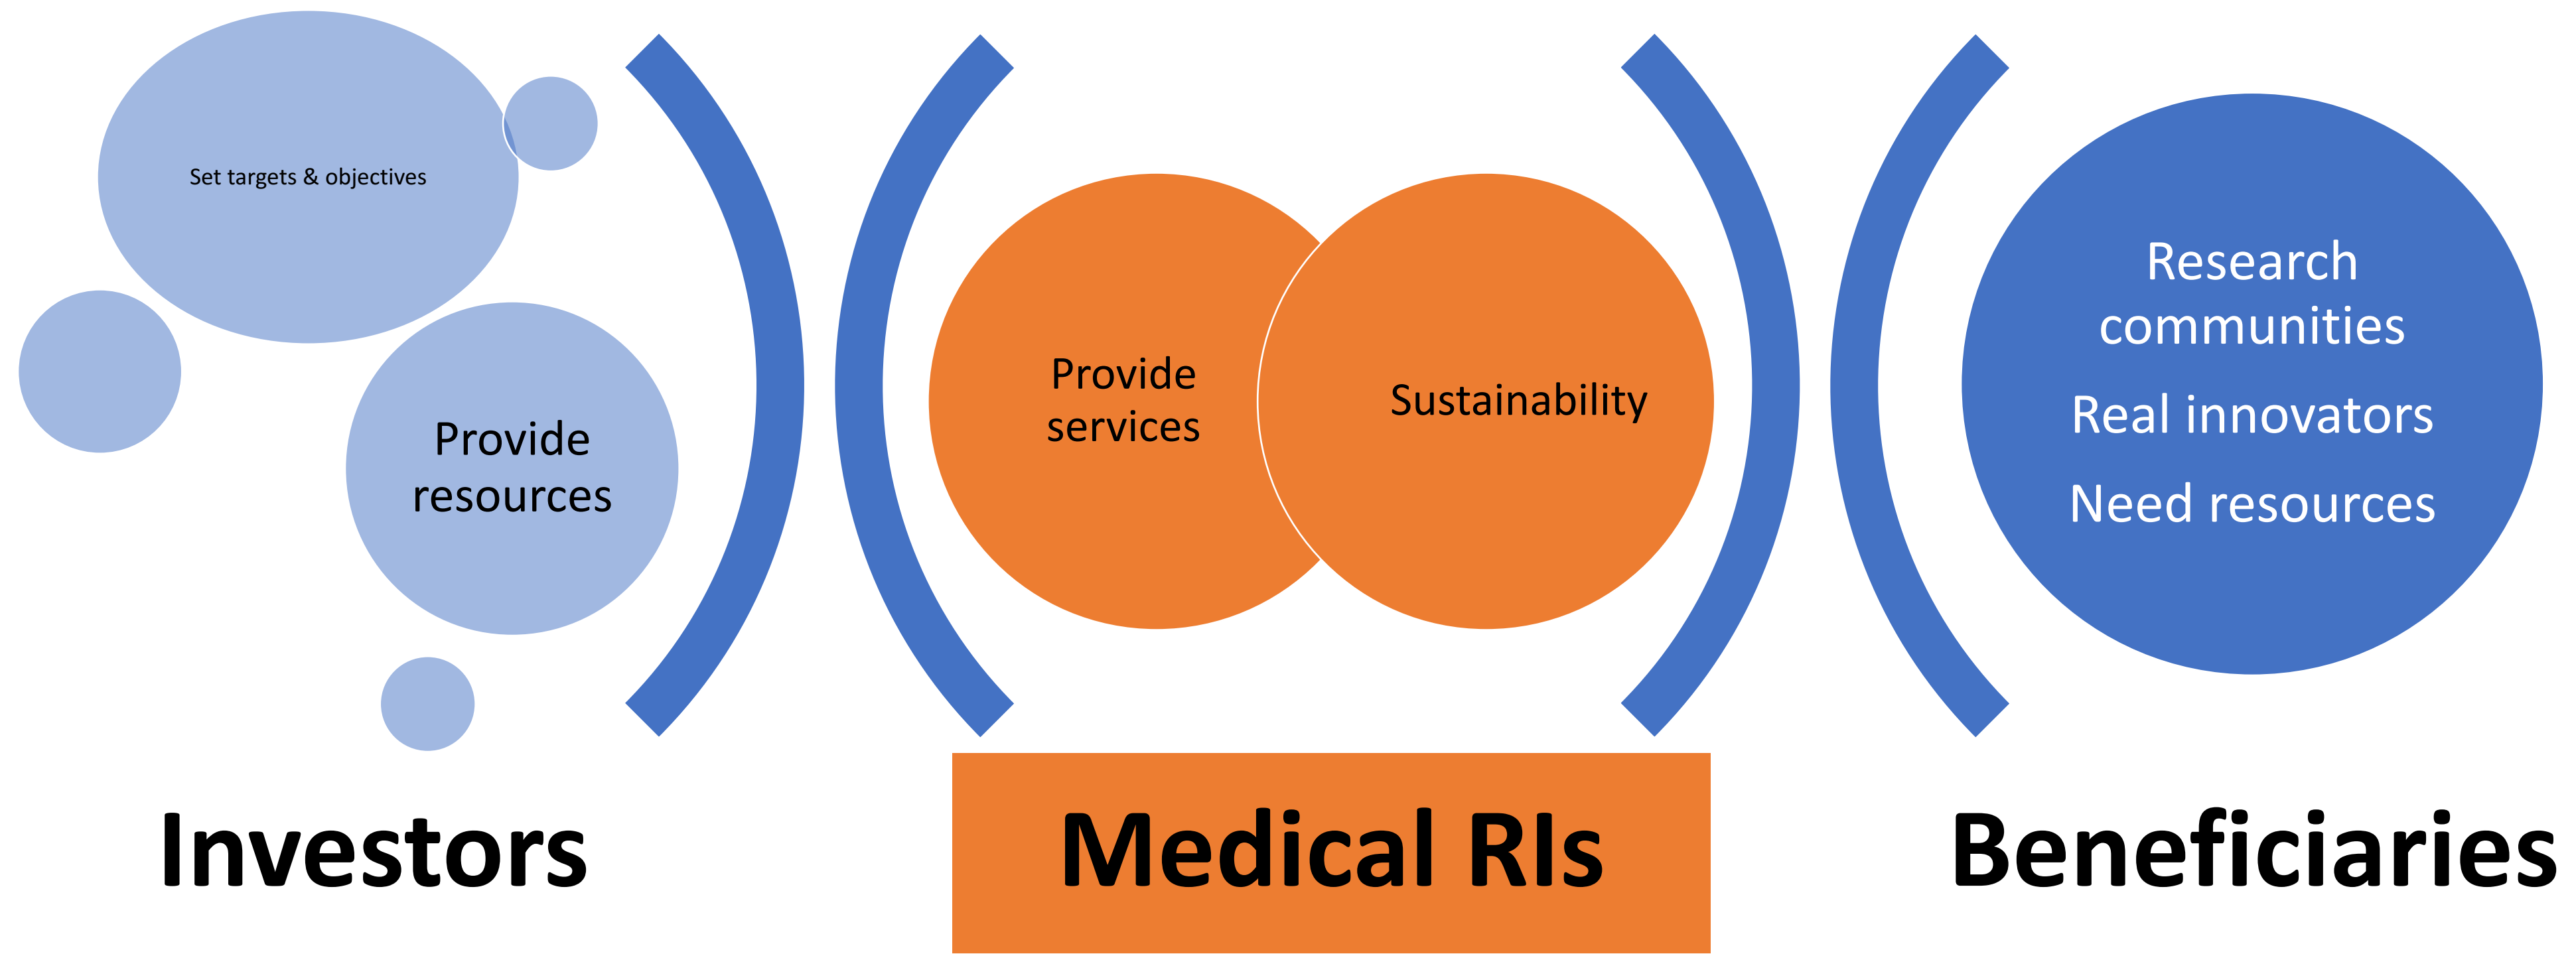 Set targets & objectives
Provide
resources
Investors
Provide
services
Sustainability
Medical RIs
Research
communities
Real innovators
Need resources
Beneficiaries